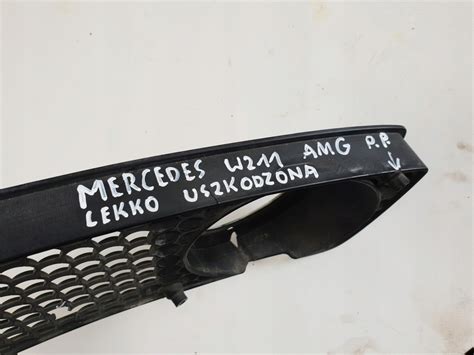 MERCEDES W211 AMG P.P
LEKKO USZKODZONA